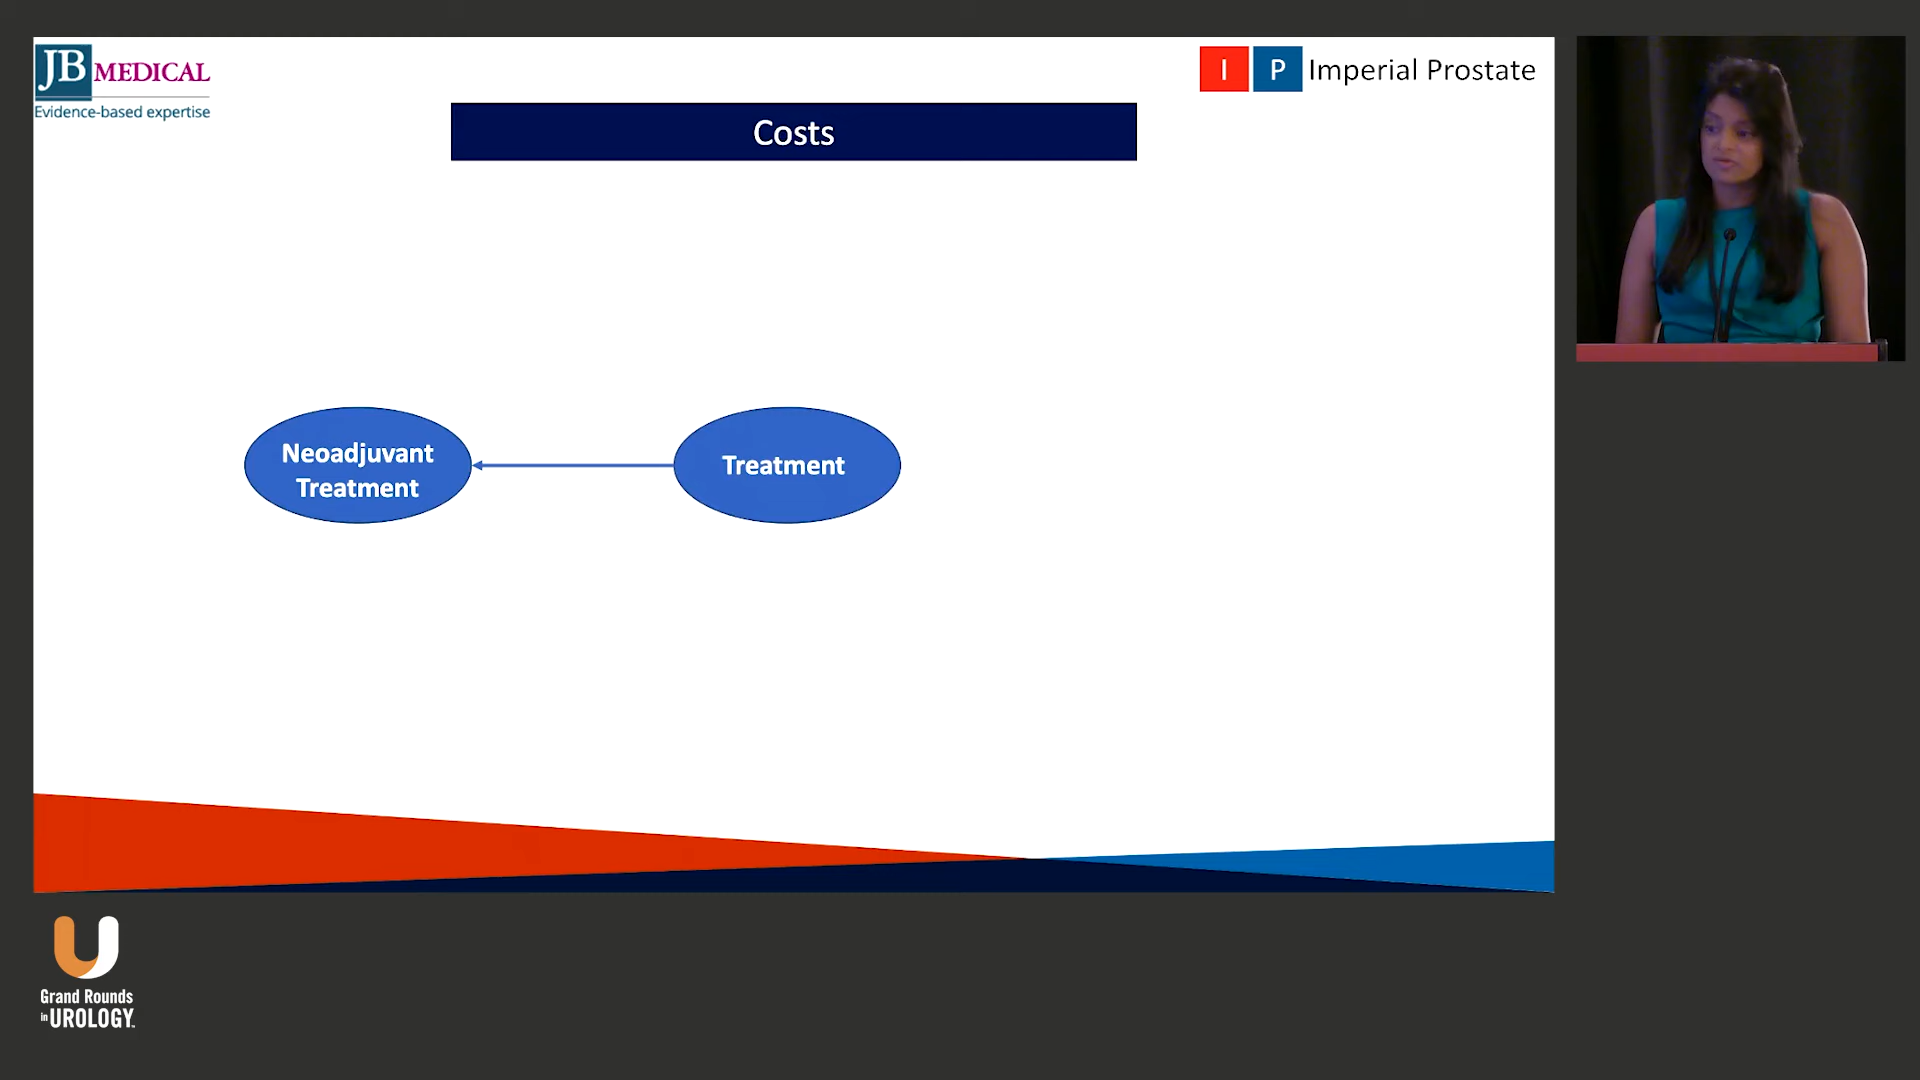 JB MEDICAL
Evidence-based expertise
I P Imperial Prostate
Costs
Neoadjuvant
Treatment
Treatment
Grand Rounds
in UROLOGY